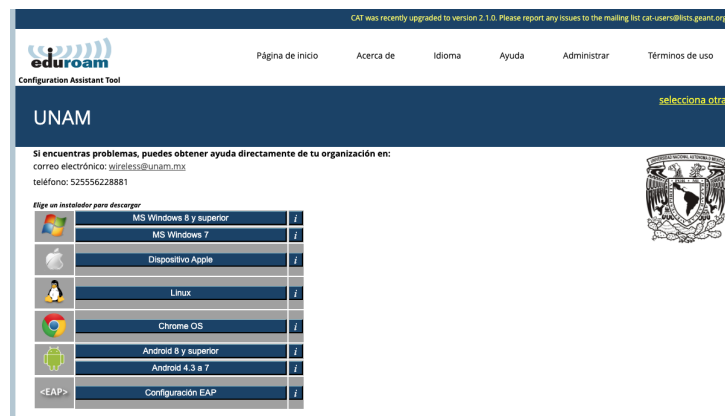 CAT was recently upgraded to version 2.1.0. Please report any issues to the mailing list cat-users@lists.geant.org
eduroam
Configuration Assistant Tool
Página de inicio Acerca de Idioma Ayuda Administrar Términos de uso
selecciona otra
UNAM
Si encuentras problemas, puedes obtener ayuda directamente de tu organización en:
correo electrónico: wireless@unam.mx
teléfono: 525556228881
Elige un instalador para descargar
MS Windows 8 y superior i
MS Windows 7 i
Dispositivo Apple i
Linux i
Chrome OS i
Android 8 y superior i
Android 4.3 a 7 i
<EAP> Configuración EAP i